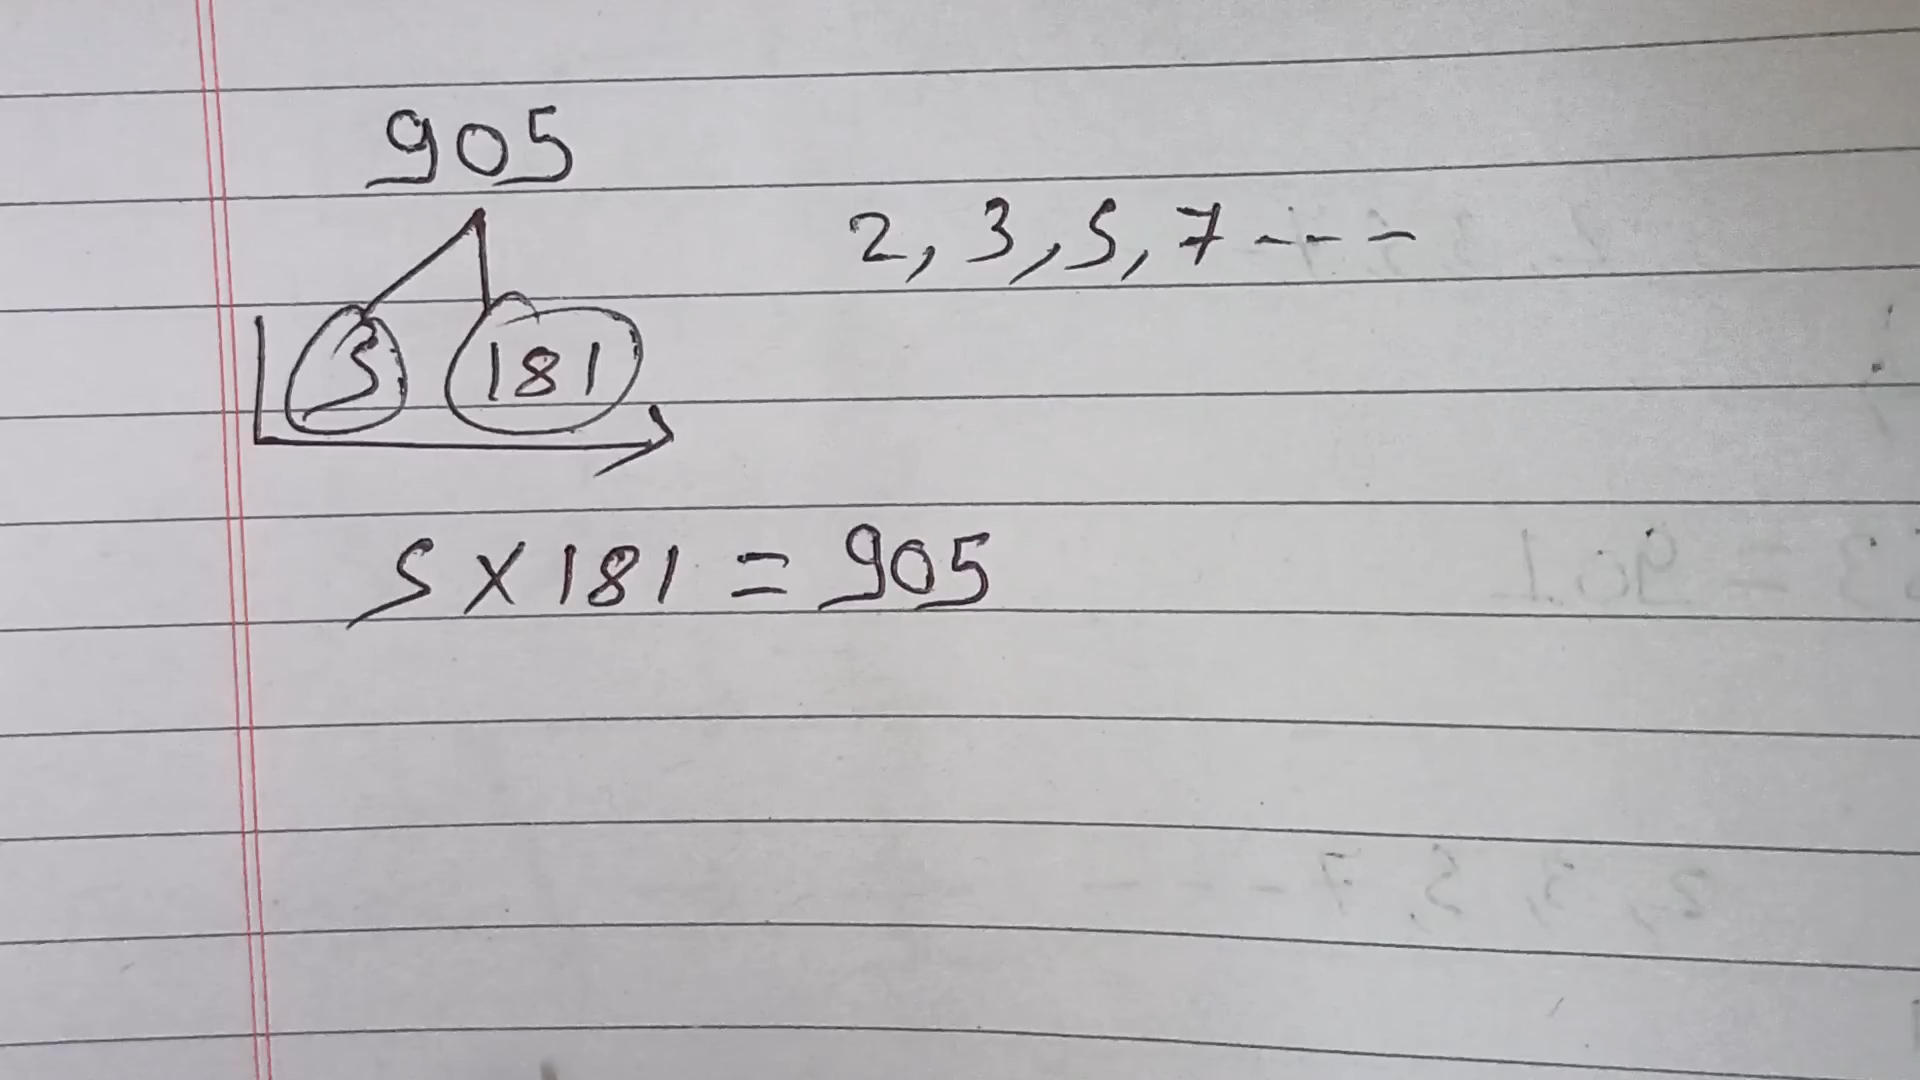 905
2, 3, 5, 7 ----
5 181
5 X 181 = 905